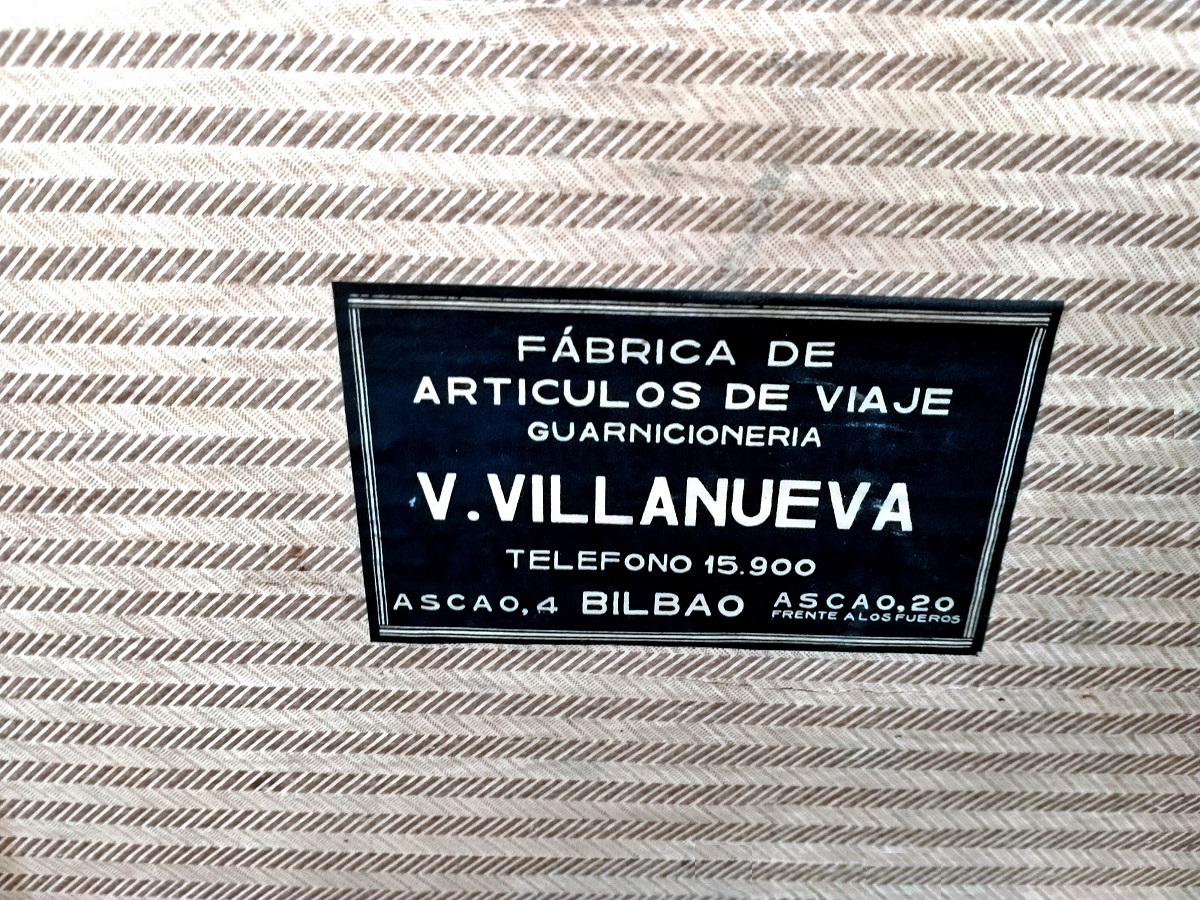 FÁBRICA DE
ARTICULOS DE VIAJE
GUARNICIONERIA
V. VILLANUEVA
TELEFONO 15.900
ASCAO, 4 BILBAO ASCAO, 20
FRENTE A LOS FUEROS